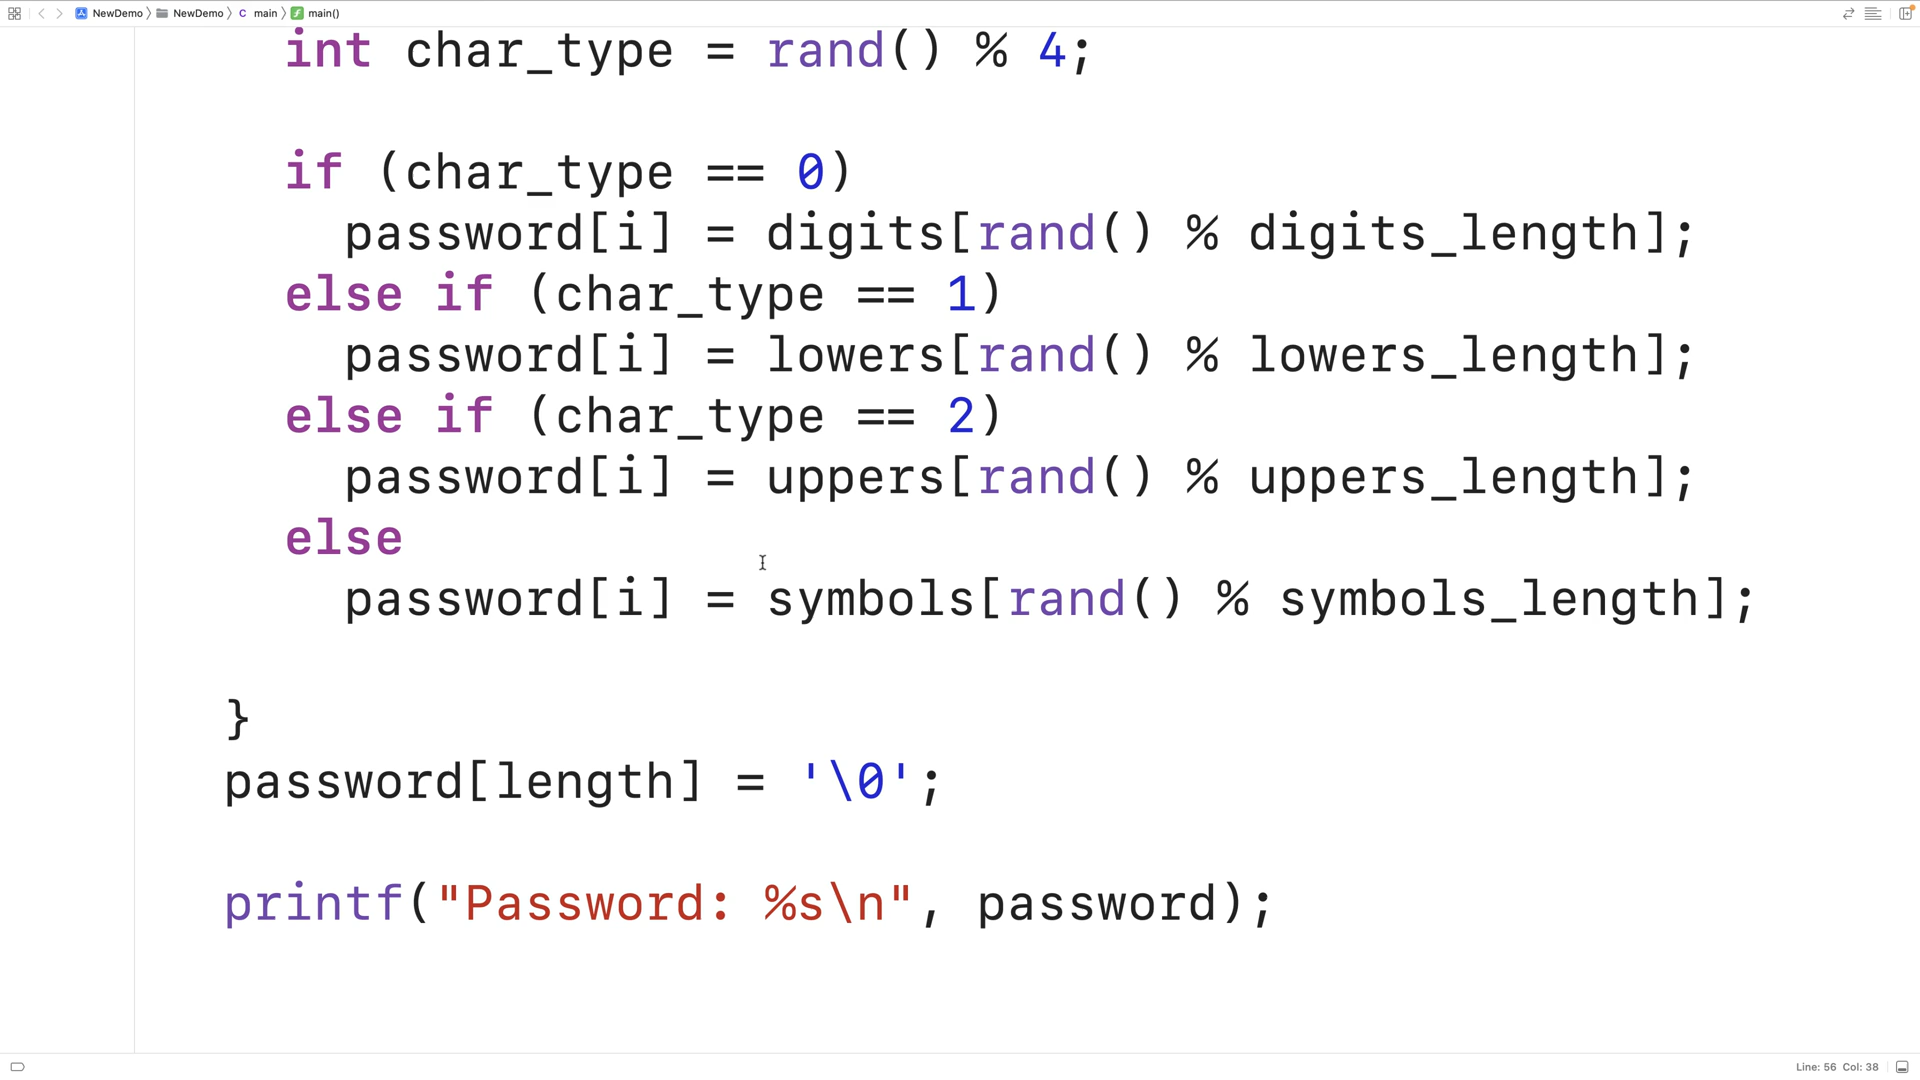 NewDemo NewDemo C main main()
int char_type = rand() % 4;
if (char_type == 0)
password[i] = digits[rand() % digits_length];
else if (char_type == 1)
password[i] = lowers[rand() % lowers_length];
else if (char_type == 2)
password[i] = uppers[rand() % uppers_length];
else
password[i] = symbols[rand() % symbols_length];
}
password[length] = '\0';
printf("Password: %s\n", password);
Line: 56 Col: 38